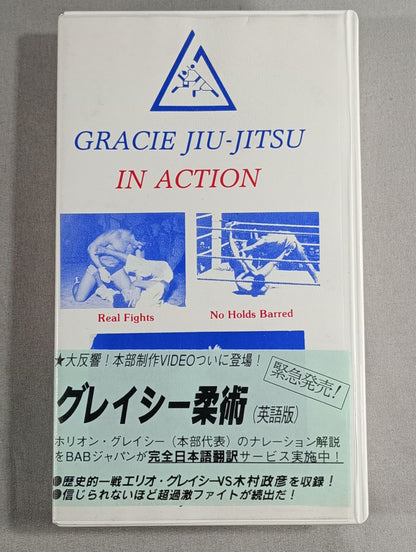 GRACIE JIU-JITSU
IN ACTION
Real Fights
No Holds Barred
★大反響！本部制作VIDEOついに登場！
緊急発売！
グレイシー柔術(英語版)
ホリオン・グレイシー(本部代表)のナレーション解説
をBABジャパンが完全日本語翻訳サービス実施中！
●歴史的一戦エリオ・グレイシーVS木村政彦を収録！
●信じられないほど超過激ファイトが続出だ！